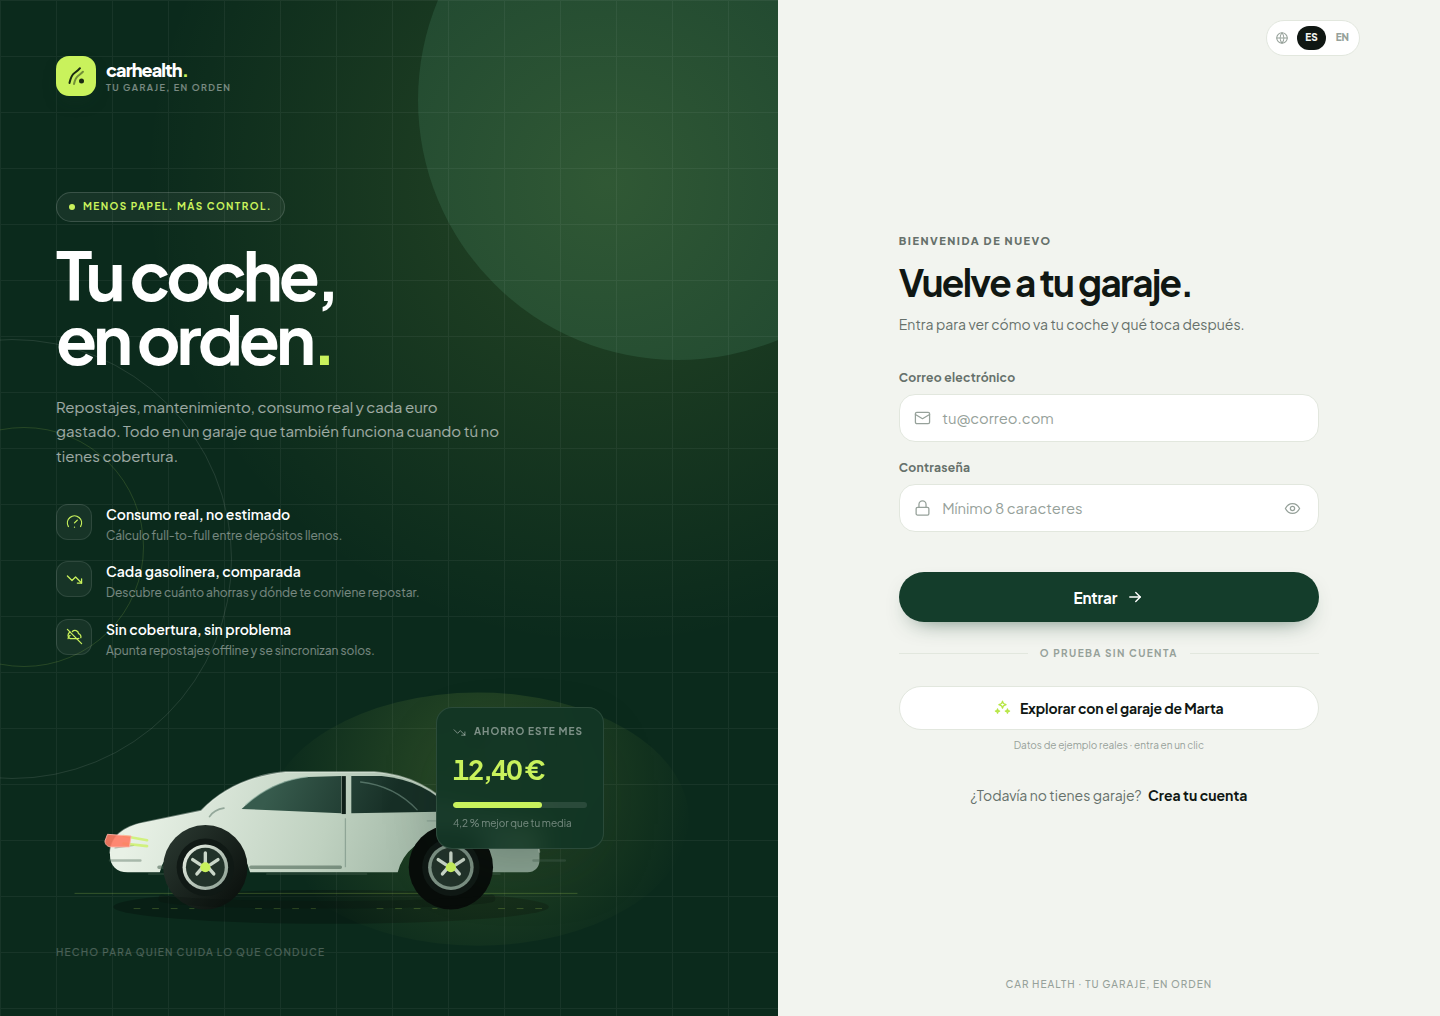 carhealth.
TU GARAJE, EN ORDEN
MENOS PAPEL. MÁS CONTROL.
Tu coche,
en orden.
Repostajes, mantenimiento, consumo real y cada euro
gastado. Todo en un garaje que también funciona cuando tú no
tienes cobertura.
Consumo real, no estimado
Cálculo full-to-full entre depósitos llenos.
Cada gasolinera, comparada
Descubre cuánto ahorras y dónde te conviene repostar.
Sin cobertura, sin problema
Apunta repostajes offline y se sincronizan solos.
AHORRO ESTE MES
12,40 €
4,2 % mejor que tu media
HECHO PARA QUIEN CUIDA LO QUE CONDUCE
ES EN
BIENVENIDA DE NUEVO
Vuelve a tu garaje.
Entra para ver cómo va tu coche y qué toca después.
Correo electrónico
tu@correo.com
Contraseña
Mínimo 8 caracteres
Entrar
O PRUEBA SIN CUENTA
Explorar con el garaje de Marta
Datos de ejemplo reales · entra en un clic
¿Todavía no tienes garaje? Crea tu cuenta
CAR HEALTH · TU GARAJE, EN ORDEN